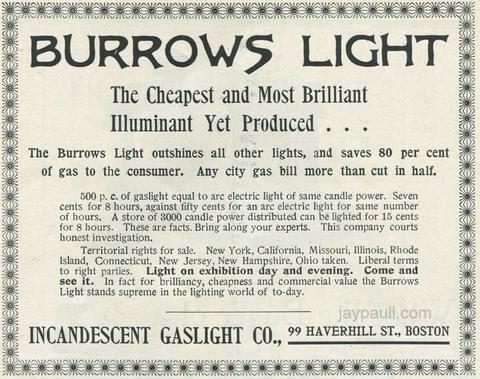 BURROWS LIGHT
The Cheapest and Most Brilliant
Illuminant Yet Produced . . .
The Burrows Light outshines all other lights, and saves 80 per cent
of gas to the consumer. Any city gas bill more than cut in half.
500 p. c. of gaslight equal to arc electric light of same candle power. Seven
cents for 8 hours, against fifty cents for an arc electric light for same number
of hours. A store of 3000 candle power distributed can be lighted for 15 cents
for 8 hours. These are facts. Bring along your experts. This company courts
honest investigation.
Territorial rights for sale. New York, California, Missouri, Illinois, Rhode
Island, Connecticut, New Jersey, New Hampshire, Ohio taken. Liberal terms
to right parties. Light on exhibition day and evening. Come and
see it. In fact for brilliancy, cheapness and commercial value the Burrows
Light stands supreme in the lighting world of to-day.
jaypaull.com
INCANDESCENT GASLIGHT CO., 99 HAVERHILL ST., BOSTON